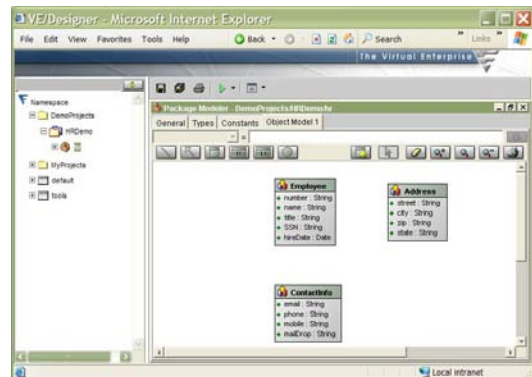 VE/Designer - Microsoft Internet Explorer
File Edit View Favorites Tools Help Back Search Links
The Virtual Enterprise
Namespace
DemoProjects
HRDemo
MyProjects
default
tools
Package Modeler - DemoProjects/HRDemo.hr
General Types Constants Object Model 1
=
Employee
number : String
name : String
title : String
SSN : String
hireDate : Date
Address
street : String
city : String
zip : String
state : String
ContactInfo
email : String
phone : String
mobile : String
mailDrop : String
Local intranet